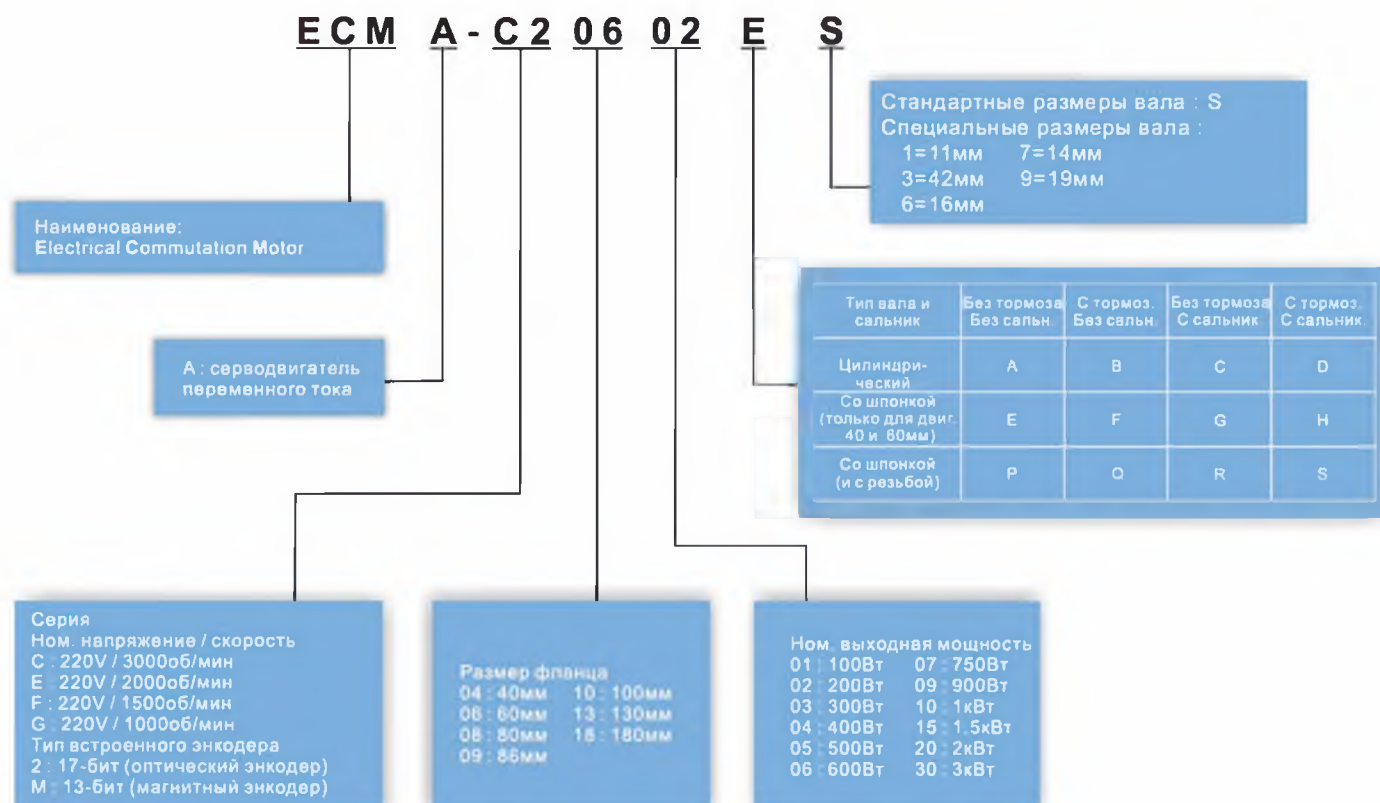 ECM A - C2 06 02 E S
Стандартные размеры вала : S
Специальные размеры вала :
1=11мм 7=14мм
3=42мм 9=19мм
6=16мм
Наименование:
Electrical Commutation Motor
Тип вала и сальник Без тормоза Без сальн. С тормоз. Без сальн. Без тормоза С сальник С тормоз. С сальник.
Цилиндри-
ческий A B C D
Со шпонкой
(только для двиг.
40 и 60мм) E F G H
Со шпонкой
(и с резьбой) P Q R S
А : серводвигатель
переменного тока
Серия
Ном. напряжение / скорость
C : 220V / 3000об/мин
E : 220V / 2000об/мин
F : 220V / 1500об/мин
G : 220V / 1000об/мин
Тип встроенного энкодера
2 : 17-бит (оптический энкодер)
M : 13-бит (магнитный энкодер)
Размер фланца
04 : 40мм 10 : 100мм
06 : 60мм 13 : 130мм
08 : 80мм 18 : 180мм
09 : 86мм
Ном. выходная мощность
01 : 100Вт 07 : 750Вт
02 : 200Вт 09 : 900Вт
03 : 300Вт 10 : 1кВт
04 : 400Вт 15 : 1.5кВт
05 : 500Вт 20 : 2кВт
06 : 600Вт 30 : 3кВт